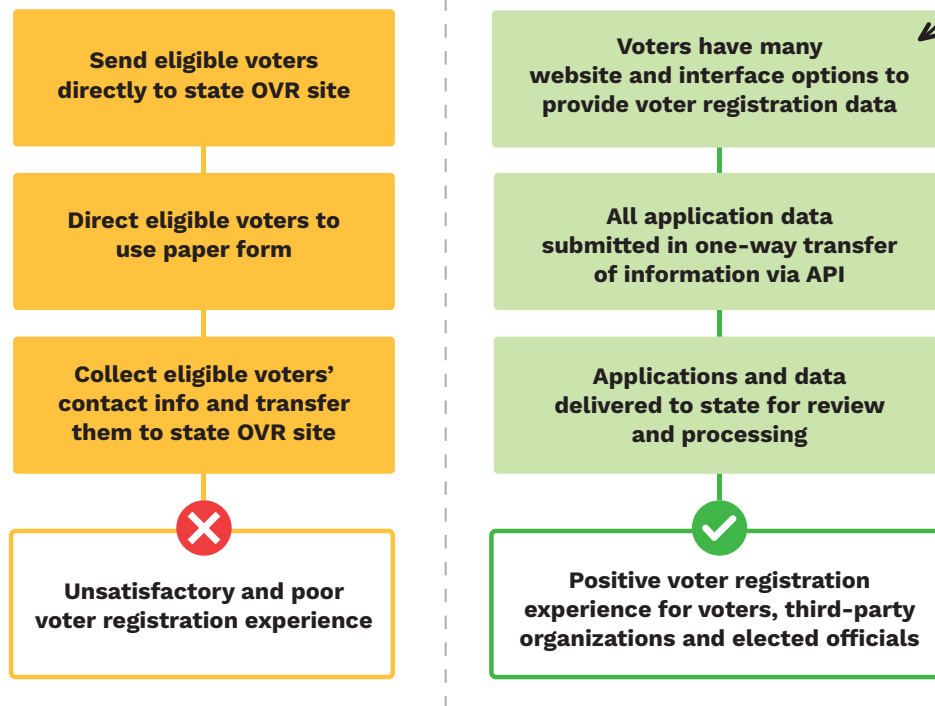 Send eligible voters
directly to state OVR site
Direct eligible voters to
use paper form
Collect eligible voters’
contact info and transfer
them to state OVR site
Unsatisfactory and poor
voter registration experience
Voters have many
website and interface options to
provide voter registration data
All application data
submitted in one-way transfer
of information via API
Applications and data
delivered to state for review
and processing
Positive voter registration
experience for voters, third-party
organizations and elected officials